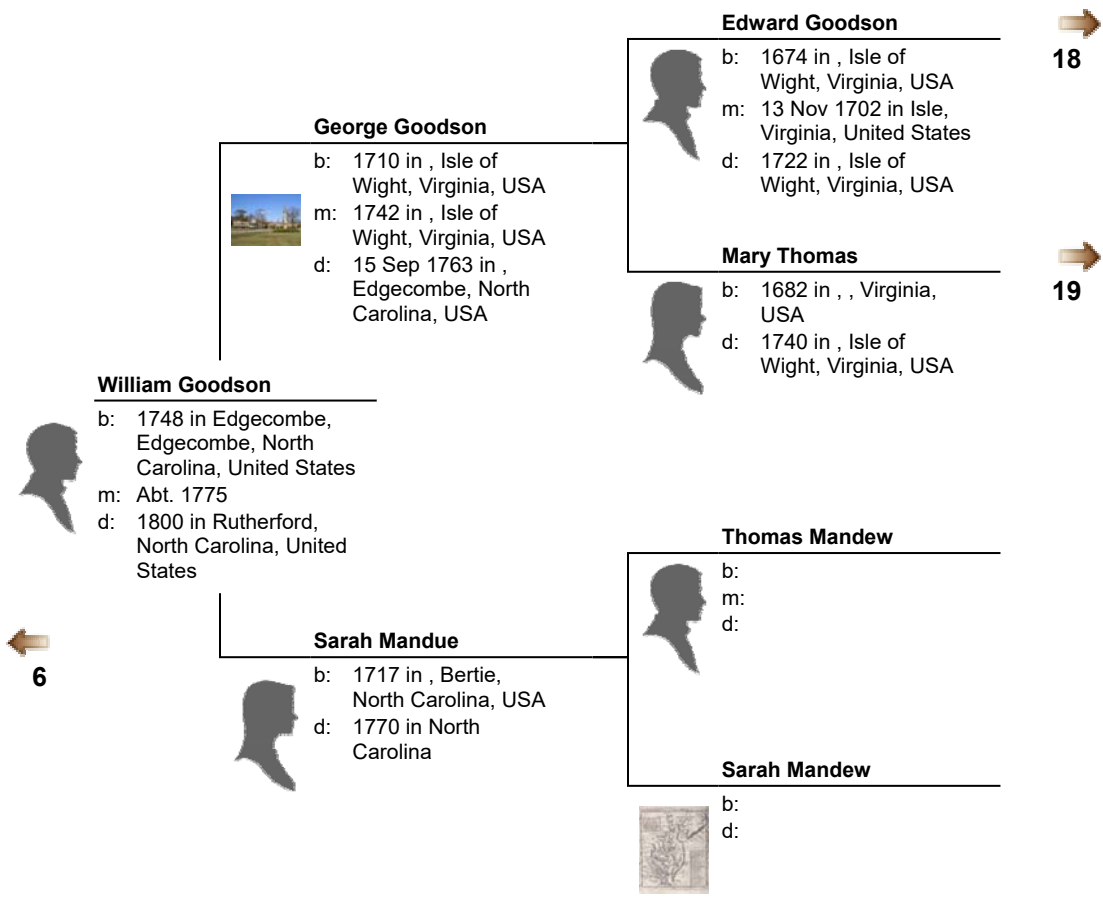 Edward Goodson
18
b: 1674 in , Isle of
Wight, Virginia, USA
m: 13 Nov 1702 in Isle,
Virginia, United States
d: 1722 in , Isle of
Wight, Virginia, USA
George Goodson
b: 1710 in , Isle of
Wight, Virginia, USA
m: 1742 in , Isle of
Wight, Virginia, USA
d: 15 Sep 1763 in ,
Edgecombe, North
Carolina, USA
Mary Thomas
19
b: 1682 in , , Virginia,
USA
d: 1740 in , Isle of
Wight, Virginia, USA
William Goodson
b: 1748 in Edgecombe,
Edgecombe, North
Carolina, United States
m: Abt. 1775
d: 1800 in Rutherford,
North Carolina, United
States
Thomas Mandew
b:
m:
d:
6
Sarah Mandue
b: 1717 in , Bertie,
North Carolina, USA
d: 1770 in North
Carolina
Sarah Mandew
b:
d: